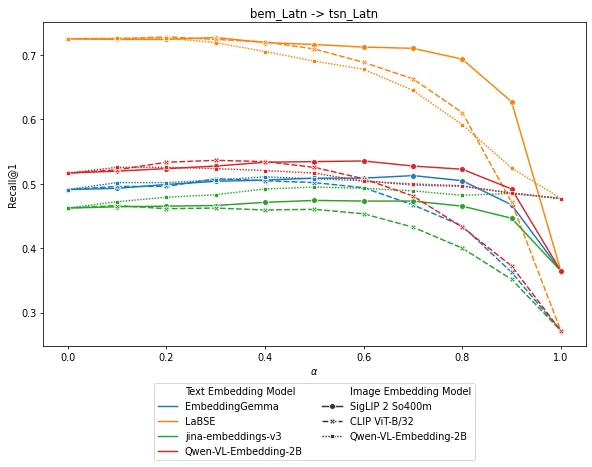 bem_Latn -> tsn_Latn
Recall@1
0.7
0.6
0.5
0.4
0.3
0.0 0.2 0.4 0.6 0.8 1.0
α
Text Embedding Model Image Embedding Model
EmbeddingGemma SigLIP 2 So400m
LaBSE CLIP ViT-B/32
jina-embeddings-v3 Qwen-VL-Embedding-2B
Qwen-VL-Embedding-2B